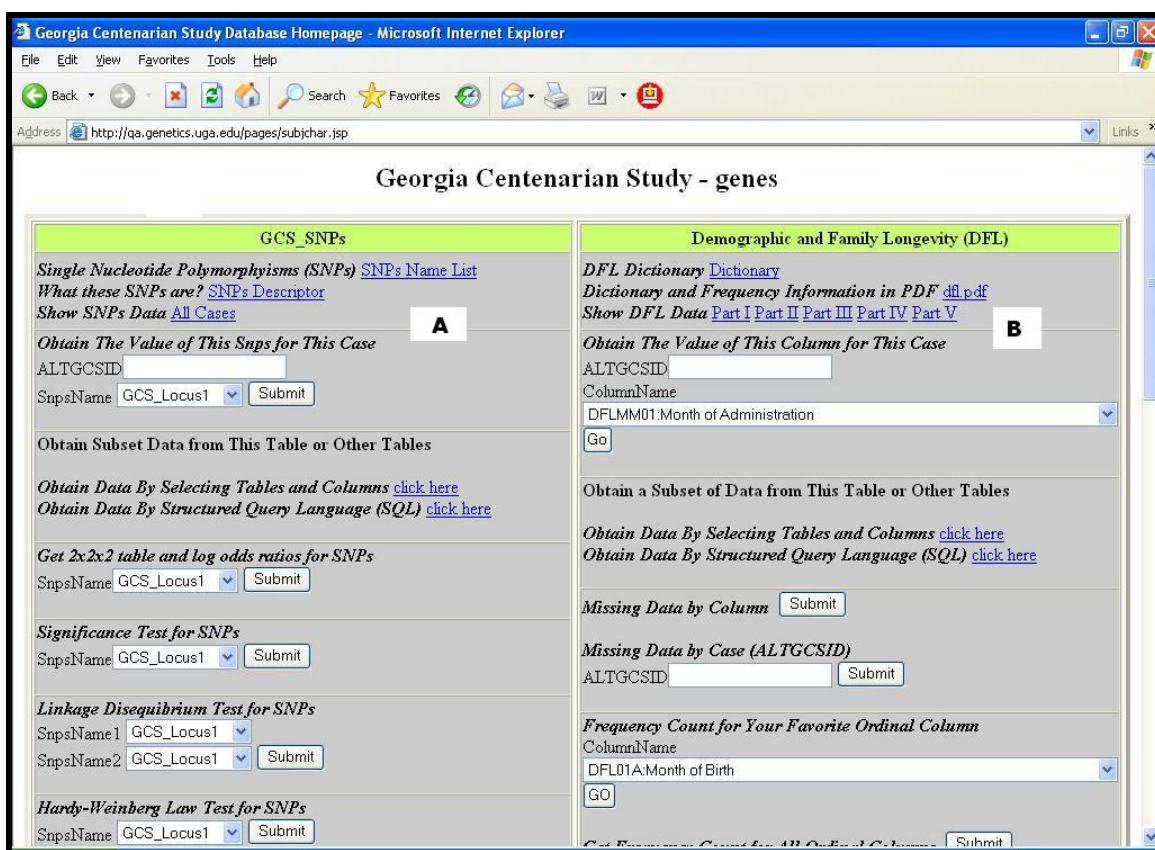 Georgia Centenarian Study Database Homepage - Microsoft Internet Explorer
File Edit View Favorites Tools Help
Back Search Favorites
Address http://qa.genetics.uga.edu/pages/subjchar.jsp Links »
Georgia Centenarian Study - genes
GCS_SNPs
Single Nucleotide Polymorphyisms (SNPs) SNPs Name List
What these SNPs are? SNPs Descriptor
Show SNPs Data All Cases
A
Obtain The Value of This Snps for This Case
ALTGCSID
SnpsName GCS_Locus1 Submit
Obtain Subset Data from This Table or Other Tables
Obtain Data By Selecting Tables and Columns click here
Obtain Data By Structured Query Language (SQL) click here
Get 2x2x2 table and log odds ratios for SNPs
SnpsName GCS_Locus1 Submit
Significance Test for SNPs
SnpsName GCS_Locus1 Submit
Linkage Disequibrium Test for SNPs
SnpsName1 GCS_Locus1
SnpsName2 GCS_Locus1 Submit
Hardy-Weinberg Law Test for SNPs
SnpsName GCS_Locus1 Submit
Demographic and Family Longevity (DFL)
DFL Dictionary Dictionary
Dictionary and Frequency Information in PDF dfl.pdf
Show DFL Data Part I Part II Part III Part IV Part V
B
Obtain The Value of This Column for This Case
ALTGCSID
ColumnName
DFLMM01:Month of Administration
Go
Obtain a Subset of Data from This Table or Other Tables
Obtain Data By Selecting Tables and Columns click here
Obtain Data By Structured Query Language (SQL) click here
Missing Data by Column Submit
Missing Data by Case (ALTGCSID)
ALTGCSID Submit
Frequency Count for Your Favorite Ordinal Column
ColumnName
DFL01A:Month of Birth
GO
Get Frequency Count for All Ordinal Columns Submit